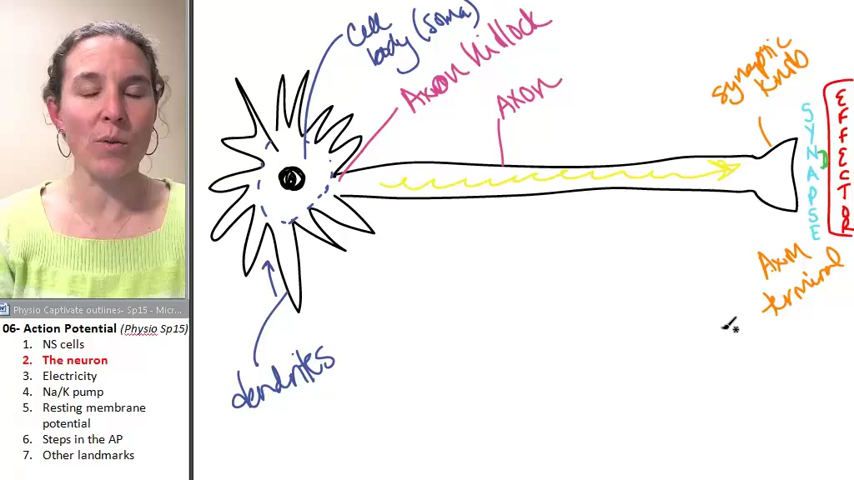 cell
body (soma)
Axon Hillock
Axon
synaptic
knob
SYNAPSE
EFFECTOR
Axon
terminal
dendrites
Physio Captivate outlines- Sp15 - Micr...
06- Action Potential (Physio Sp15)
1. NS cells
2. The neuron
3. Electricity
4. Na/K pump
5. Resting membrane
potential
6. Steps in the AP
7. Other landmarks